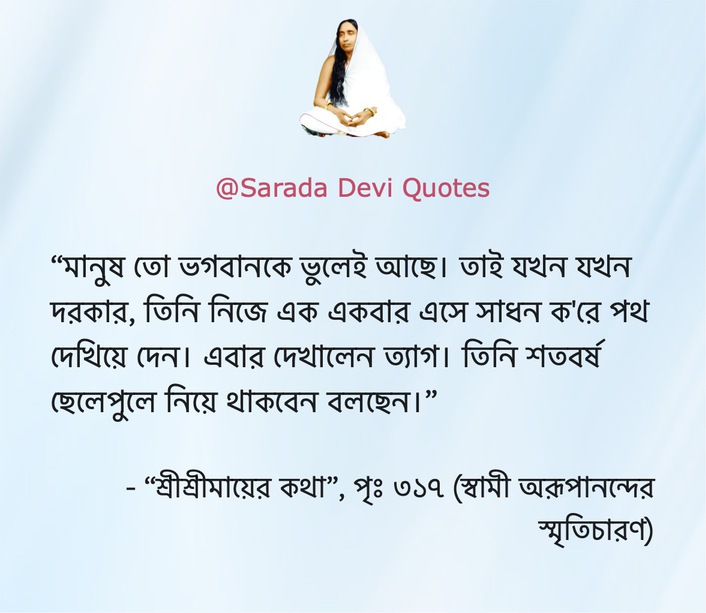 @Sarada Devi Quotes
“মানুষ তো ভগবানকে ভুলেই আছে। তাই যখন যখন
দরকার, তিনি নিজে এক একবার এসে সাধন ক'রে পথ
দেখিয়ে দেন। এবার দেখালেন ত্যাগ। তিনি শতবর্ষ
ছেলেপুলে নিয়ে থাকবেন বলছেন।”
- “শ্রীশ্রীমায়ের কথা”, পৃঃ ৩১৭ (স্বামী অরূপানন্দের
স্মৃতিচারণ)